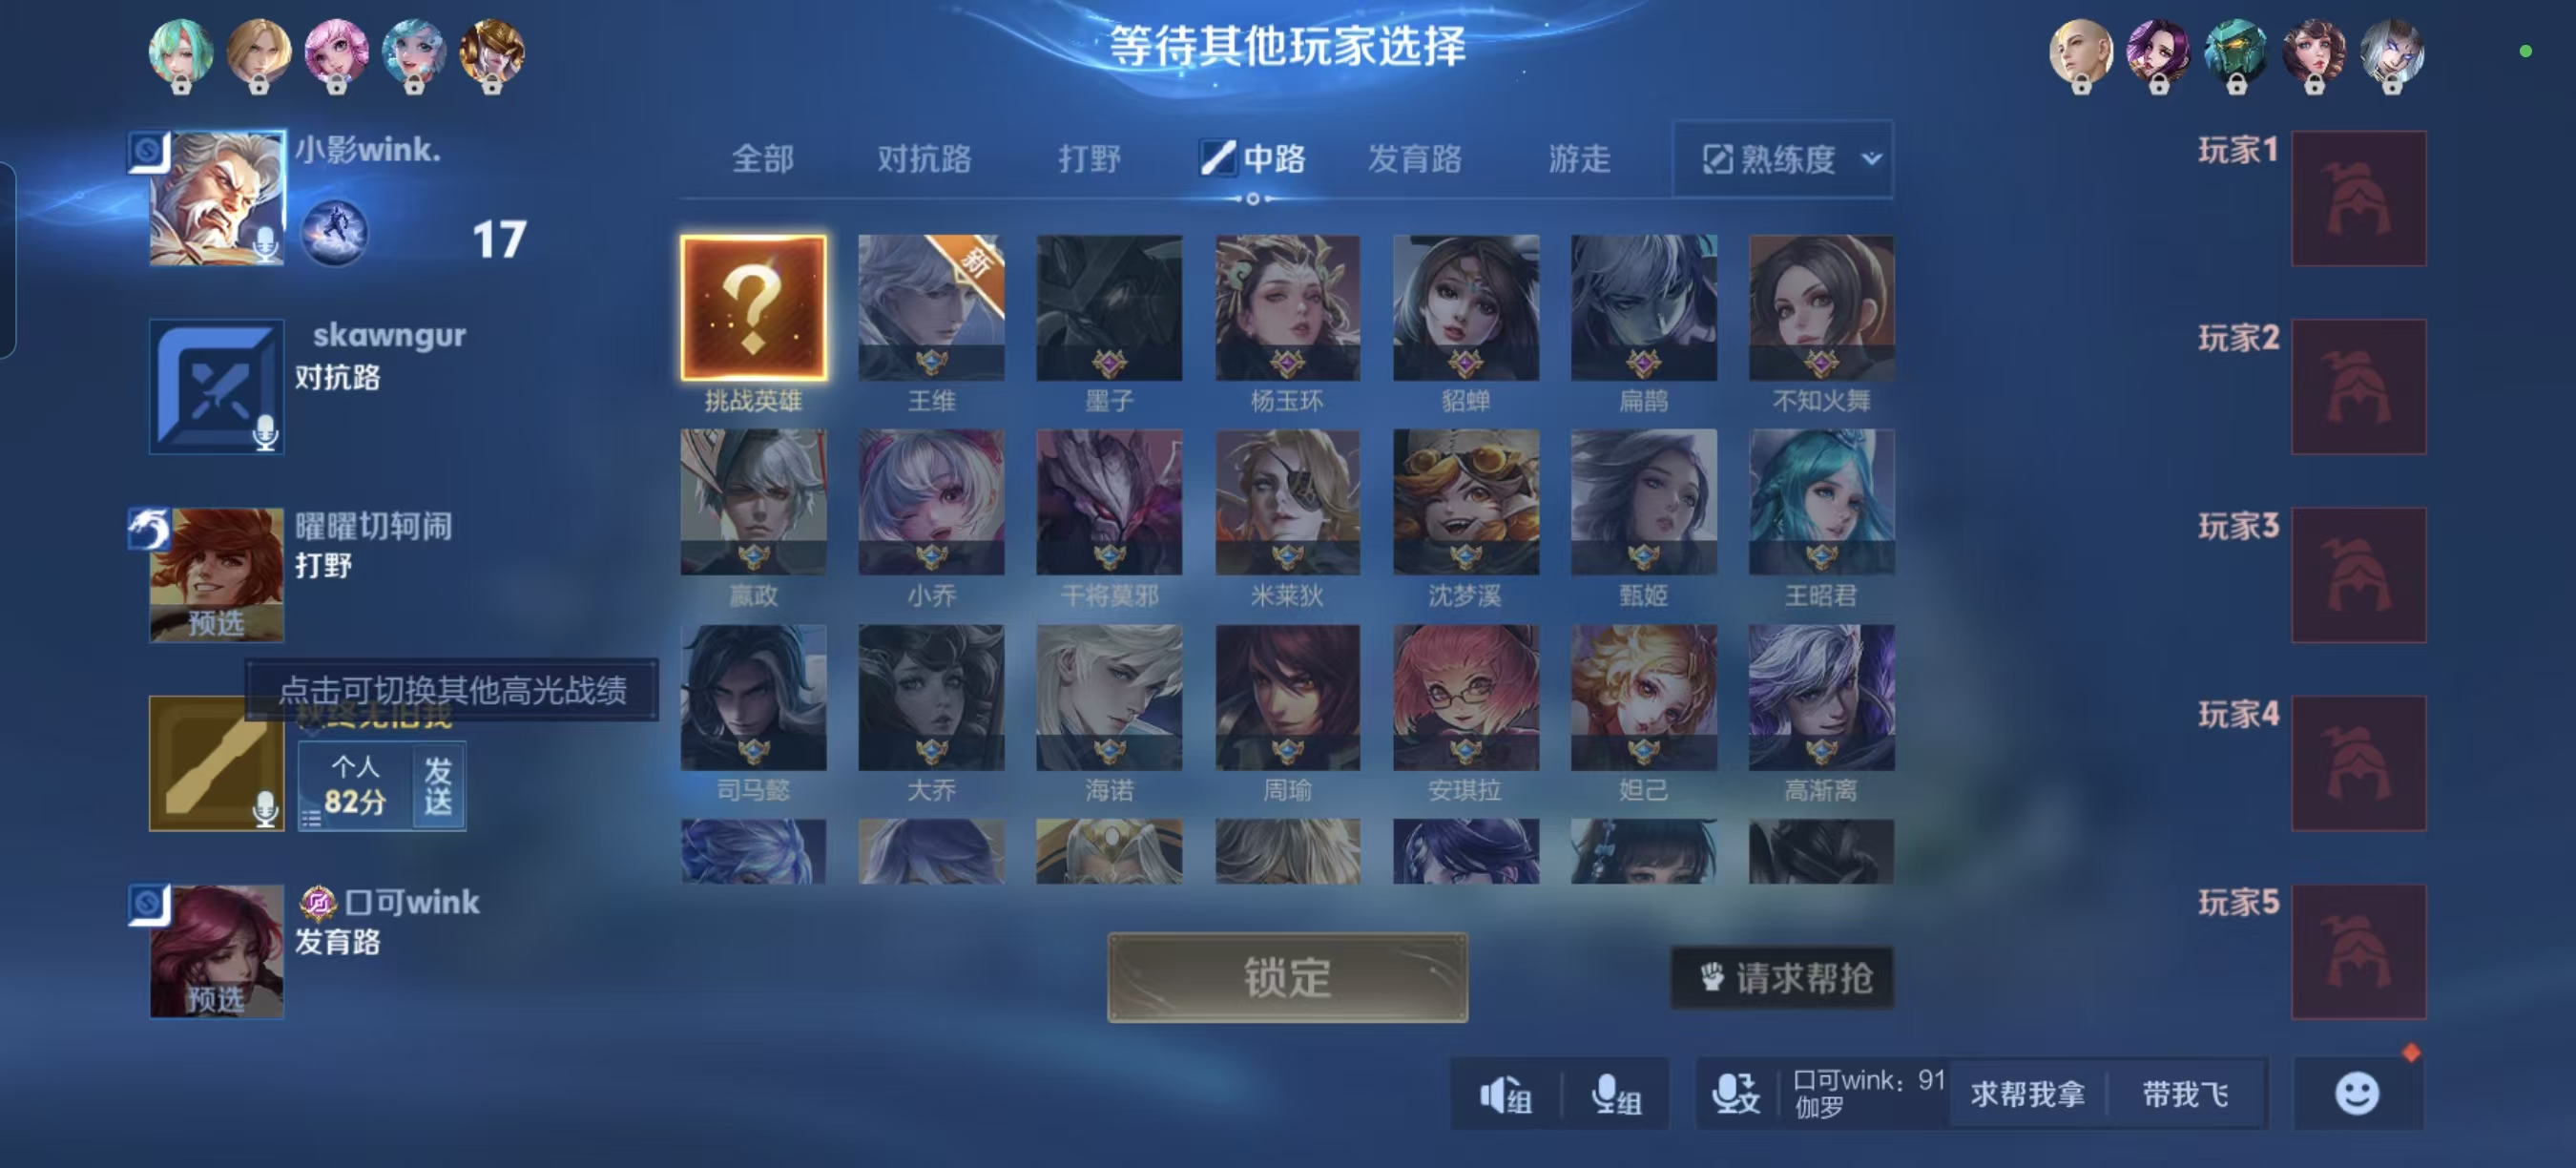 等待其他玩家选择
小影wink.
17
skawngur
对抗路
曜曜切轲闹
打野
预选
点击可切换其他高光战绩
个人
82分
发送
口可wink
发育路
预选
全部
对抗路
打野
中路
发育路
游走
熟练度
新
挑战英雄
王维
墨子
杨玉环
貂蝉
扁鹊
不知火舞
嬴政
小乔
干将莫邪
米莱狄
沈梦溪
甄姬
王昭君
司马懿
大乔
海诺
周瑜
安琪拉
妲己
高渐离
锁定
请求帮抢
玩家1
玩家2
玩家3
玩家4
玩家5
组
组
文
口可wink：91
伽罗
求帮我拿
带我飞